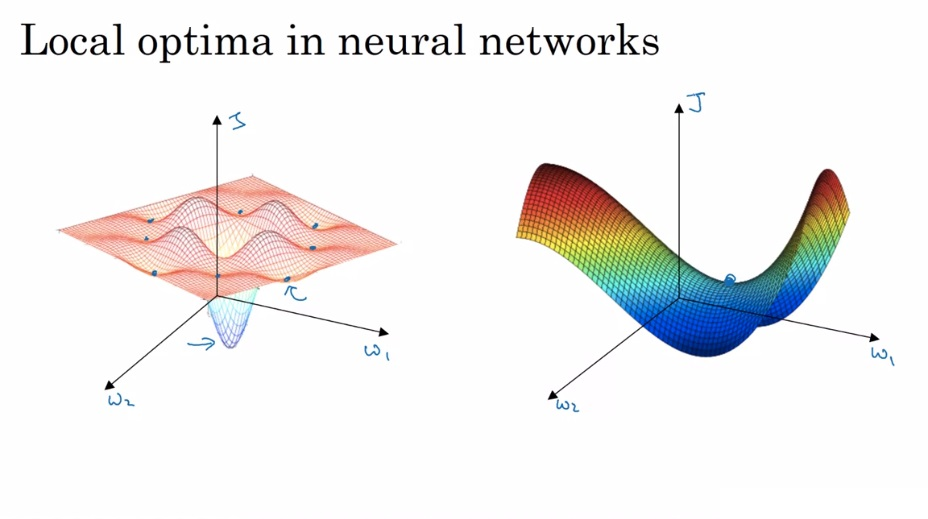 Local optima in neural networks
J
J
w₁
w₂
w₁
w₂